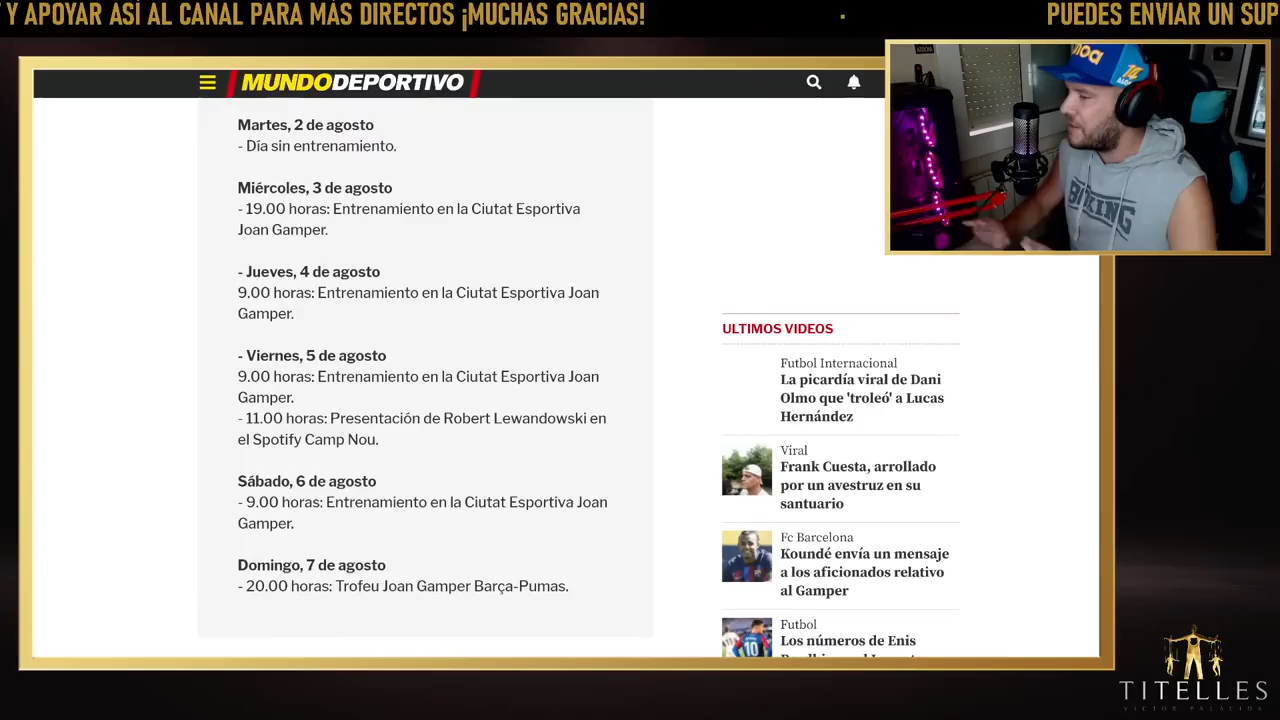 Y APOYAR ASÍ AL CANAL PARA MÁS DIRECTOS ¡MUCHAS GRACIAS!
PUEDES ENVIAR UN SUP
MUNDODEPORTIVO
Martes, 2 de agosto
- Día sin entrenamiento.
Miércoles, 3 de agosto
- 19.00 horas: Entrenamiento en la Ciutat Esportiva
Joan Gamper.
- Jueves, 4 de agosto
9.00 horas: Entrenamiento en la Ciutat Esportiva Joan
Gamper.
- Viernes, 5 de agosto
9.00 horas: Entrenamiento en la Ciutat Esportiva Joan
Gamper.
- 11.00 horas: Presentación de Robert Lewandowski en
el Spotify Camp Nou.
Sábado, 6 de agosto
- 9.00 horas: Entrenamiento en la Ciutat Esportiva Joan
Gamper.
Domingo, 7 de agosto
- 20.00 horas: Trofeu Joan Gamper Barça-Pumas.
ULTIMOS VIDEOS
Futbol Internacional
La picardía viral de Dani
Olmo que 'troleó' a Lucas
Hernández
Viral
Frank Cuesta, arrollado
por un avestruz en su
santuario
Fc Barcelona
Koundé envía un mensaje
a los aficionados relativo
al Gamper
Futbol
Los números de Enis
10
TITELLES
VICTOR PALACIOS